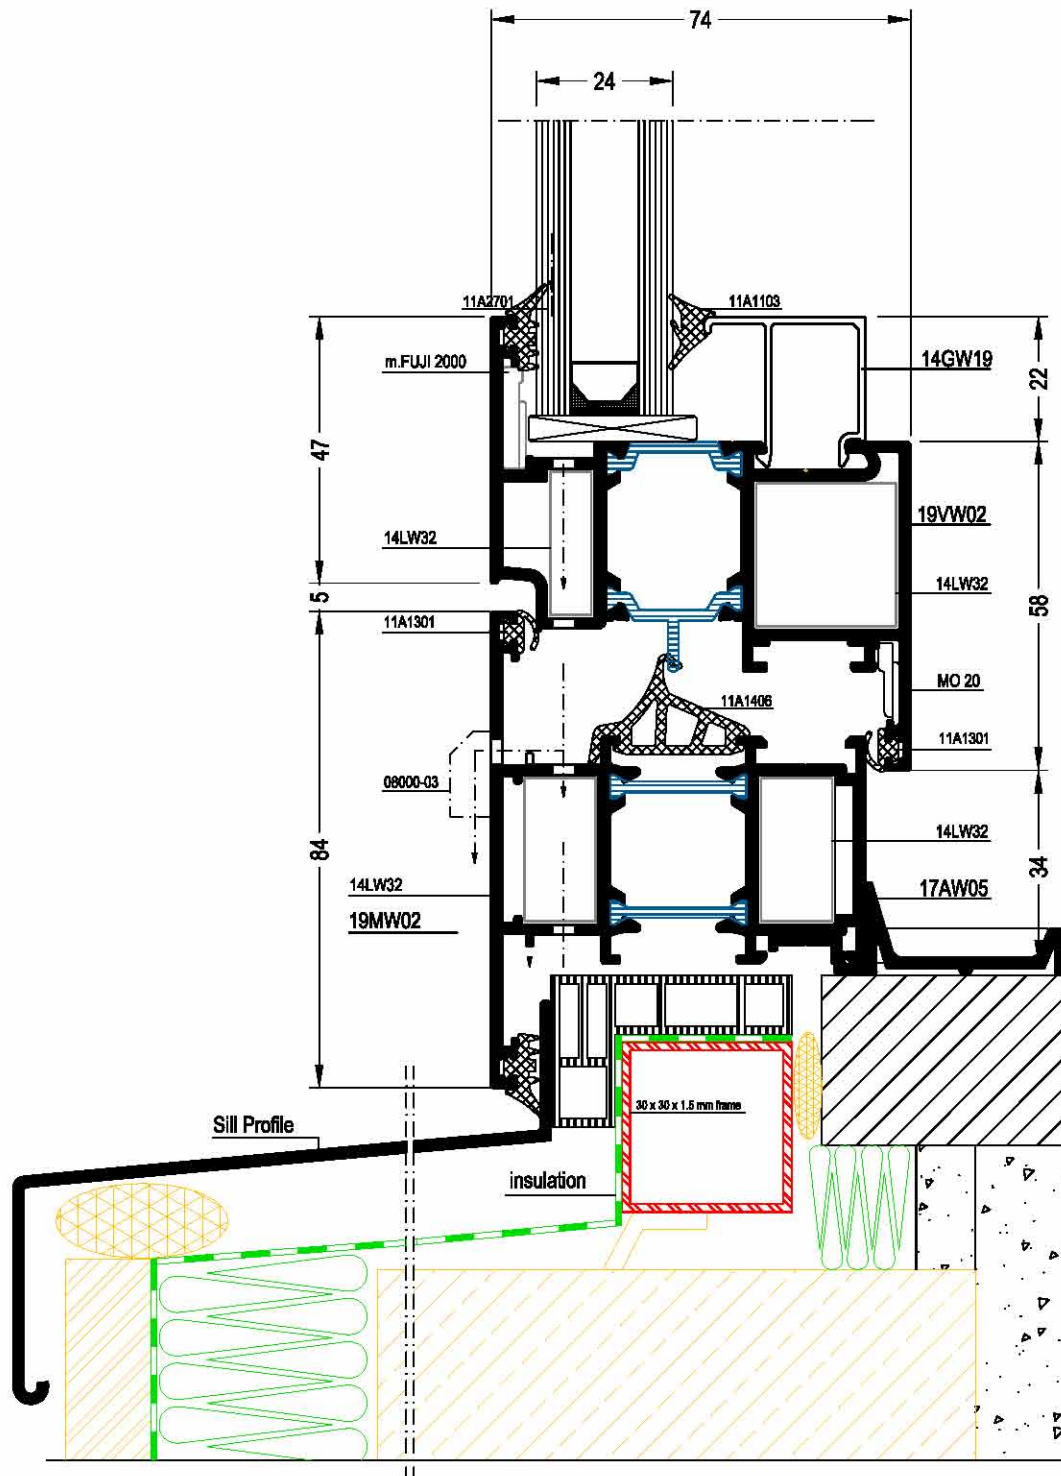 74
24
11A2701
11A1103
m.FUJI 2000
14GW19
22
47
19VW02
14LW32
14LW32
5
58
11A1301
MO 20
11A1406
11A1301
08000-03
14LW32
84
34
14LW32
17AW05
19MW02
30 x 30 x 1.5 mm frame
Sill Profile
insulation